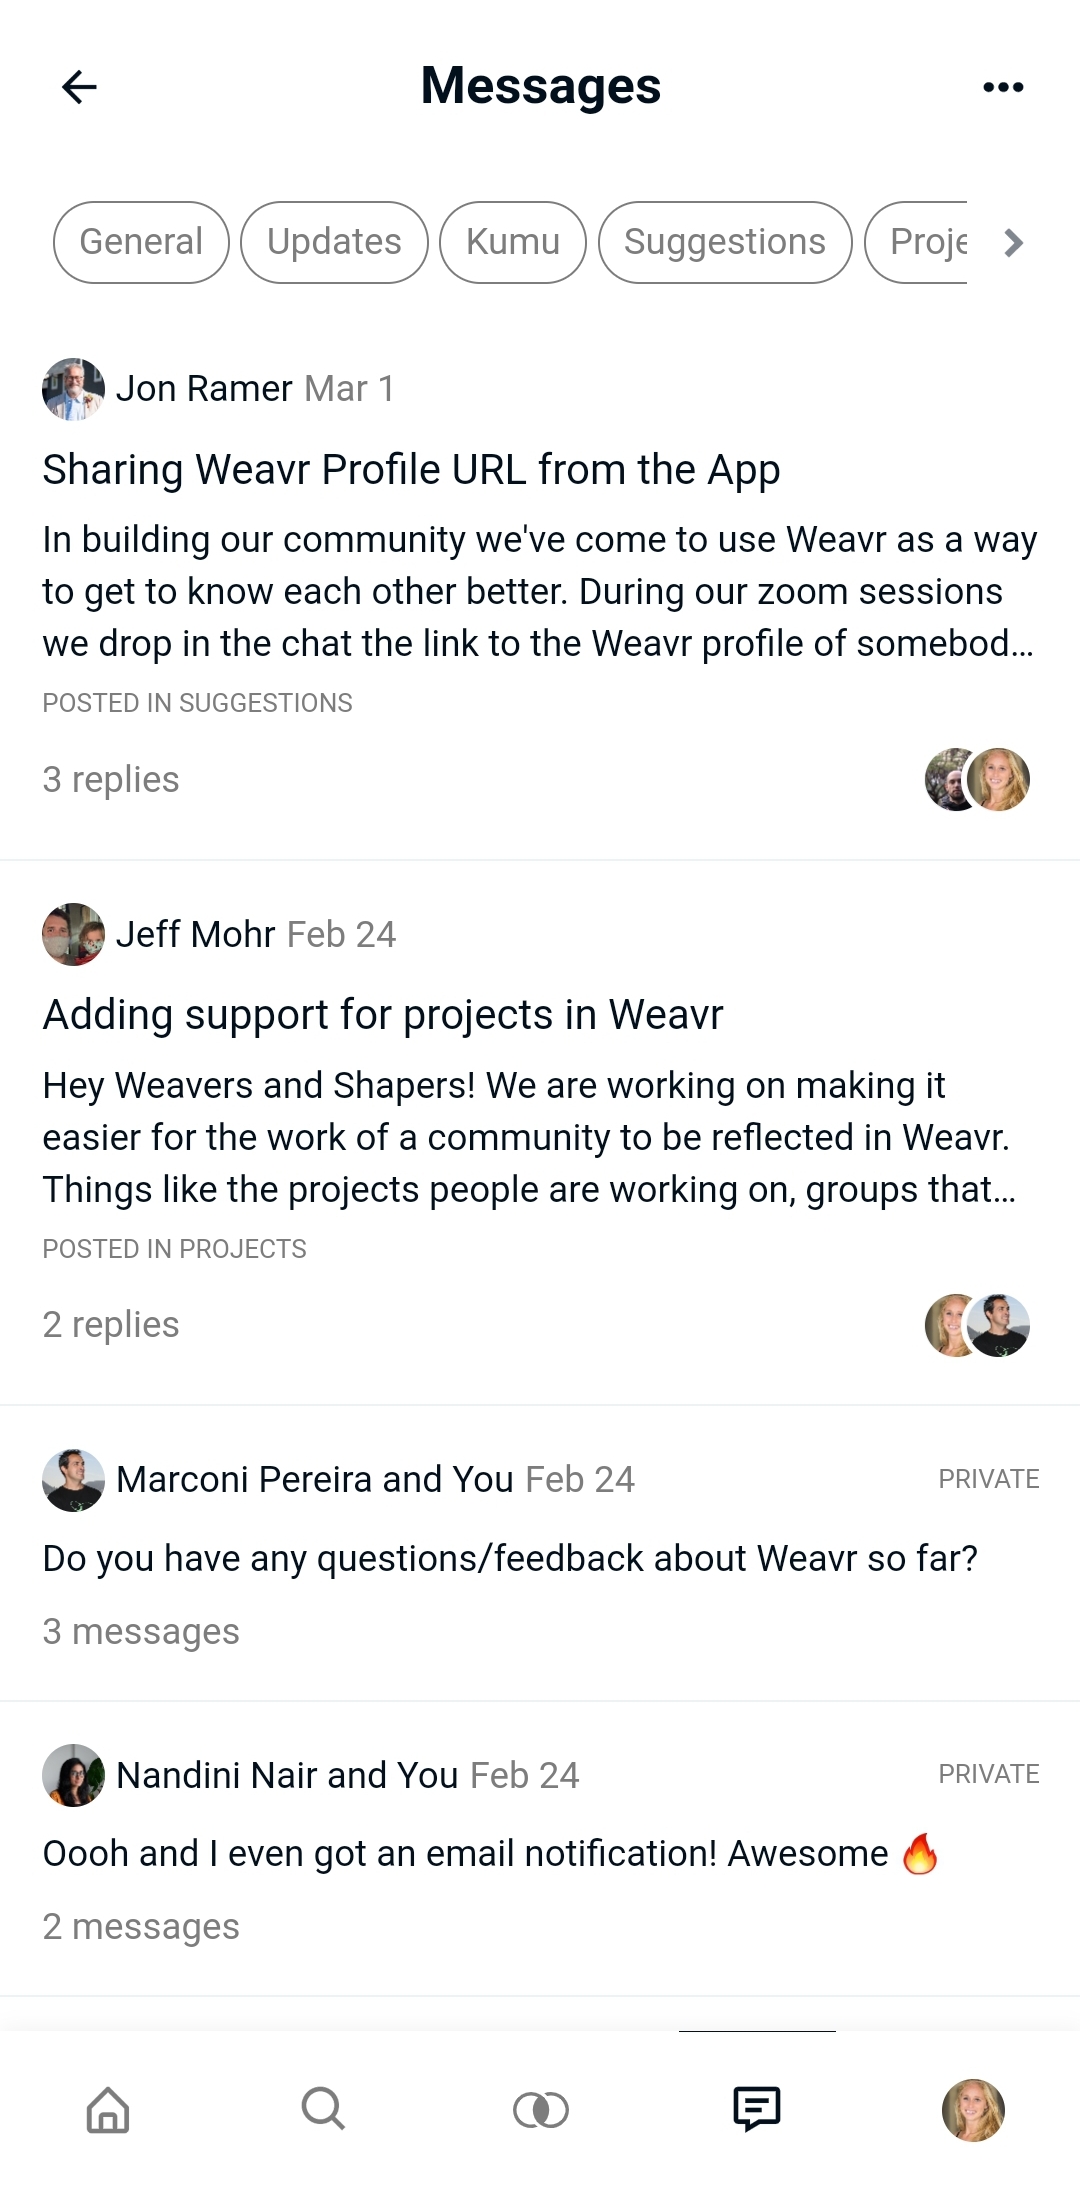 Messages
General Updates Kumu Suggestions Proje
Jon Ramer Mar 1
Sharing Weavr Profile URL from the App
In building our community we've come to use Weavr as a way
to get to know each other better. During our zoom sessions
we drop in the chat the link to the Weavr profile of somebod...
POSTED IN SUGGESTIONS
3 replies
Jeff Mohr Feb 24
Adding support for projects in Weavr
Hey Weavers and Shapers! We are working on making it
easier for the work of a community to be reflected in Weavr.
Things like the projects people are working on, groups that...
POSTED IN PROJECTS
2 replies
Marconi Pereira and You Feb 24 PRIVATE
Do you have any questions/feedback about Weavr so far?
3 messages
Nandini Nair and You Feb 24 PRIVATE
Oooh and I even got an email notification! Awesome 🔥
2 messages